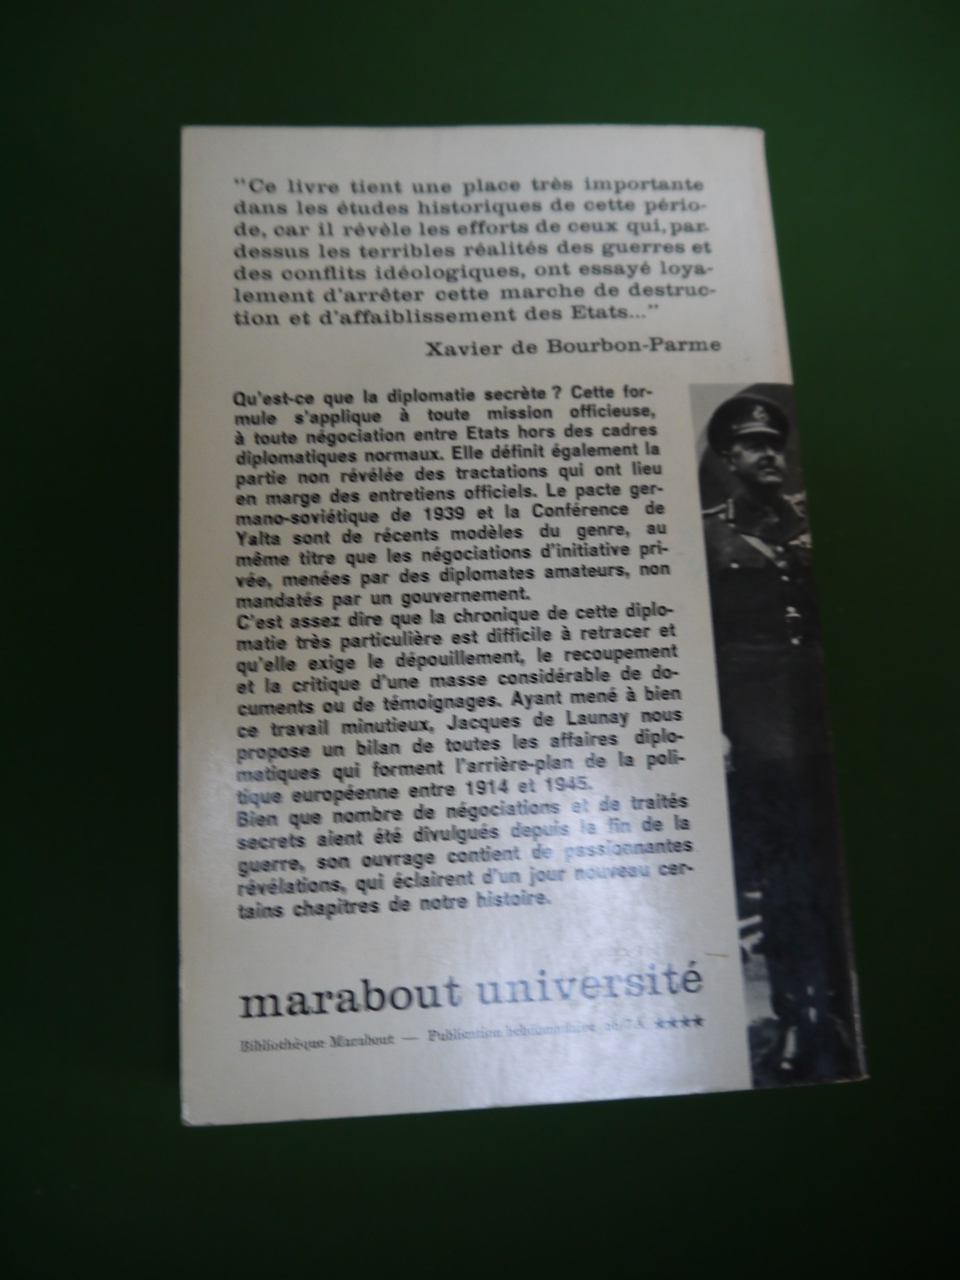 "Ce livre tient une place très importante
dans les études historiques de cette pério-
de, car il révèle les efforts de ceux qui, par-
dessus les terribles réalités des guerres et
des conflits idéologiques, ont essayé loya-
lement d'arrêter cette marche de destruc-
tion et d'affaiblissement des Etats..."
Xavier de Bourbon-Parme
Qu'est-ce que la diplomatie secrète ? Cette for-
mule s'applique à toute mission officieuse,
à toute négociation entre Etats hors des cadres
diplomatiques normaux. Elle définit également la
partie non révélée des tractations qui ont lieu
en marge des entretiens officiels. Le pacte ger-
mano-soviétique de 1939 et la Conférence de
Yalta sont de récents modèles du genre, au
même titre que les négociations d'initiative pri-
vée, menées par des diplomates amateurs, non
mandatés par un gouvernement.
C'est assez dire que la chronique de cette diplo-
matie très particulière est difficile à retracer et
qu'elle exige le dépouillement, le recoupement
et la critique d'une masse considérable de do-
cuments ou de témoignages. Ayant mené à bien
ce travail minutieux, Jacques de Launay nous
propose un bilan de toutes les affaires diplo-
matiques qui forment l'arrière-plan de la poli-
tique européenne entre 1914 et 1945.
Bien que nombre de négociations et de traités
secrets aient été divulgués depuis la fin de la
guerre, son ouvrage contient de passionnantes
révélations, qui éclairent d'un jour nouveau cer-
tains chapitres de notre histoire.
marabout université
Bibliothèque Marabout — Publication hebdomadaire ★★★★